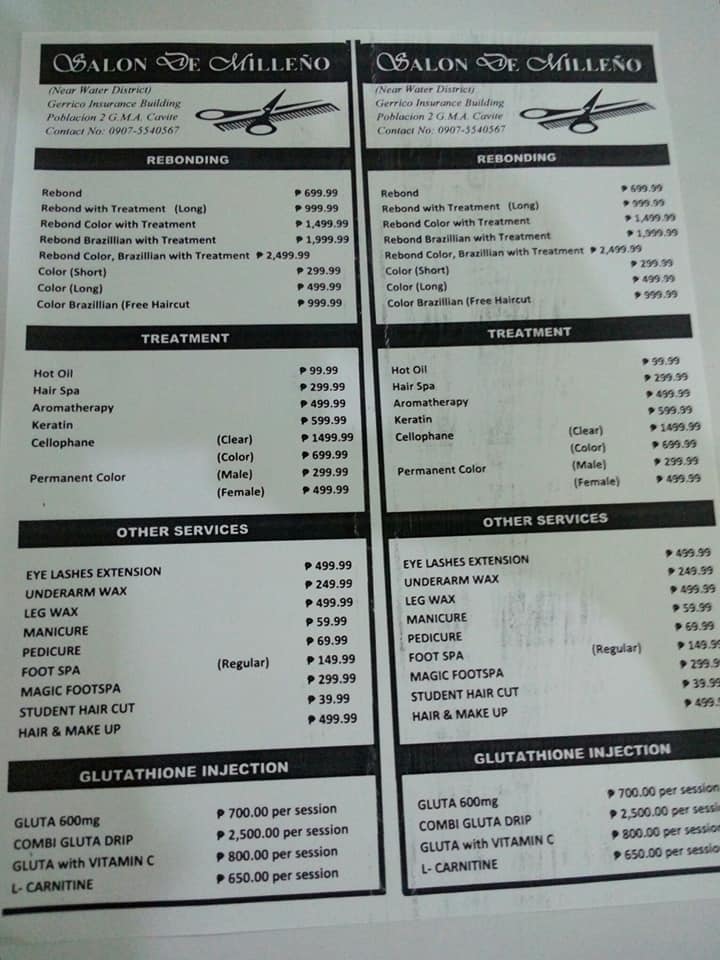 SALON DE MILLEÑO
(Near Water District)
Gerrico Insurance Building
Poblacion 2 G.M.A. Cavite
Contact No: 0907-5540567
REBONDING
Rebond ₱ 699.99
Rebond with Treatment (Long) ₱ 999.99
Rebond Color with Treatment ₱ 1,499.99
Rebond Brazillian with Treatment ₱ 1,999.99
Rebond Color, Brazillian with Treatment ₱ 2,499.99
Color (Short) ₱ 299.99
Color (Long) ₱ 499.99
Color Brazillian (Free Haircut ₱ 999.99
TREATMENT
Hot Oil ₱ 99.99
Hair Spa ₱ 299.99
Aromatherapy ₱ 499.99
Keratin ₱ 599.99
Cellophane (Clear) ₱ 1499.99
(Color) ₱ 699.99
Permanent Color (Male) ₱ 299.99
(Female) ₱ 499.99
OTHER SERVICES
EYE LASHES EXTENSION ₱ 499.99
UNDERARM WAX ₱ 249.99
LEG WAX ₱ 499.99
MANICURE ₱ 59.99
PEDICURE ₱ 69.99
FOOT SPA (Regular) ₱ 149.99
MAGIC FOOTSPA ₱ 299.99
STUDENT HAIR CUT ₱ 39.99
HAIR & MAKE UP ₱ 499.99
GLUTATHIONE INJECTION
GLUTA 600mg ₱ 700.00 per session
COMBI GLUTA DRIP ₱ 2,500.00 per session
GLUTA with VITAMIN C ₱ 800.00 per session
L- CARNITINE ₱ 650.00 per session
SALON DE MILLEÑO
(Near Water District)
Gerrico Insurance Building
Poblacion 2 G.M.A. Cavite
Contact No: 0907-5540567
REBONDING
Rebond ₱ 699.99
Rebond with Treatment (Long) ₱ 999.99
Rebond Color with Treatment ₱ 1,499.99
Rebond Brazillian with Treatment ₱ 1,999.99
Rebond Color, Brazillian with Treatment ₱ 2,499.99
Color (Short) ₱ 299.99
Color (Long) ₱ 499.99
Color Brazilian (Free Haircut ₱ 999.99
TREATMENT
Hot Oil ₱ 99.99
Hair Spa ₱ 299.99
Aromatherapy ₱ 499.99
Keratin ₱ 599.99
Cellophane (Clear) ₱ 1499.99
(Color) ₱ 699.99
Permanent Color (Male) ₱ 299.99
(Female) ₱ 499.99
OTHER SERVICES
EYE LASHES EXTENSION ₱ 499.99
UNDERARM WAX ₱ 249.99
LEG WAX ₱ 499.99
MANICURE ₱ 59.99
PEDICURE ₱ 69.99
FOOT SPA (Regular) ₱ 149.99
MAGIC FOOTSPA ₱ 299.9
STUDENT HAIR CUT ₱ 39.99
HAIR & MAKE UP ₱ 499.
GLUTATHIONE INJECTION
GLUTA 600mg ₱ 700.00 per session
COMBI GLUTA DRIP ₱ 2,500.00 per sessi
GLUTA with VITAMIN C ₱ 800.00 per session
L- CARNITINE ₱ 650.00 per sessio